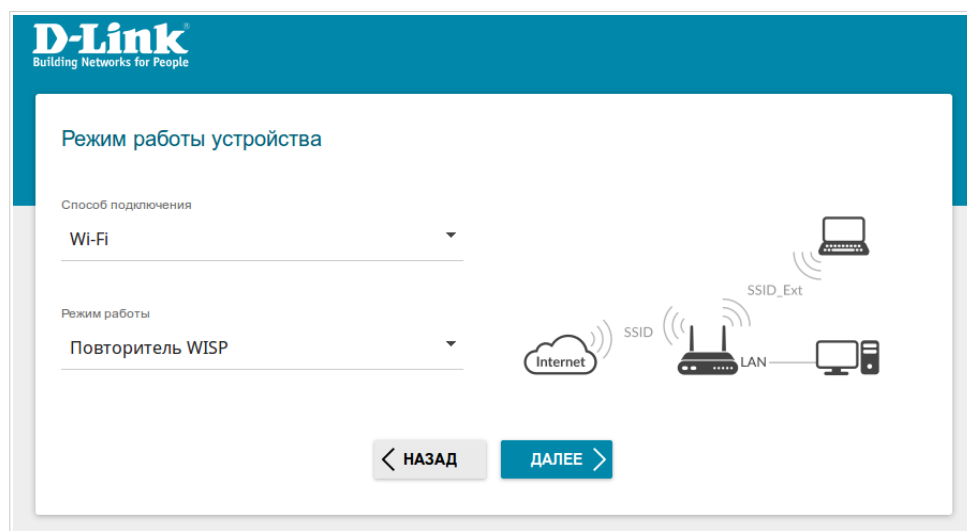 D-Link®
Building Networks for People
Режим работы устройства
Способ подключения
Wi-Fi
Режим работы
Повторитель WISP
SSID_Ext
SSID
Internet
LAN
НАЗАД
ДАЛЕЕ